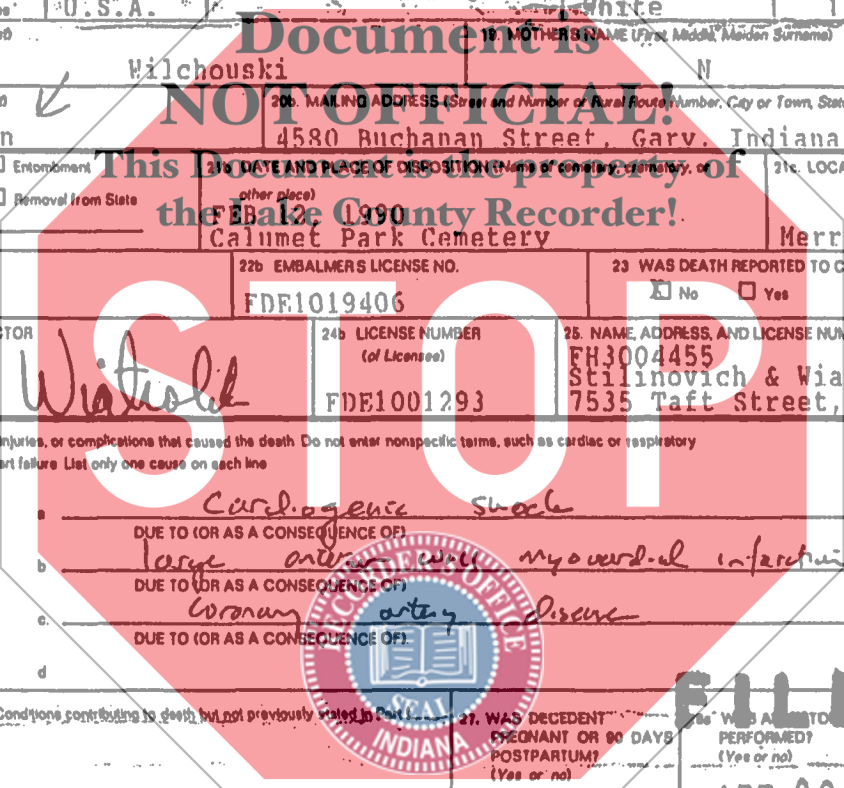 U.S.A. White
Document is
19. MOTHER'S NAME (First, Middle, Maiden Surname)
Wilchouski N
NOT OFFICIAL!
20b. MAILING ADDRESS (Street and Number or Rural Route Number, City or Town, State
n 4580 Buchanan Street, Gary, Indiana
Entombment 21b DATE AND PLACE OF DISPOSITION (Name of cemetery, crematory, or 21c. LOCA
This Document is the property of
Removal from State other place)
the Lake County Recorder!
FEB 12, 1990
Calumet Park Cemetery Merr
22b EMBALMERS LICENSE NO. 23 WAS DEATH REPORTED TO C
X No Yes
FDE1019406
STOP
CTOR 24b LICENSE NUMBER 25. NAME, ADDRESS, AND LICENSE NUM
(of Licensee) FH3004455
Stilinovich & Wia
FDE1001293 7535 Taft Street,
injuries, or complications that caused the death Do not enter nonspecific terms, such as cardiac or respiratory
art failure List only one cause on each line
a Cardiogenic Shock
DUE TO (OR AS A CONSEQUENCE OF)
b large anterior wall myocardial infarction
DUE TO (OR AS A CONSEQUENCE OF)
c. Coronary artery disease
DUE TO (OR AS A CONSEQUENCE OF).
d
RECORDER'S OFFICE
SEAL
INDIANA
FIL
Conditions contributing to death but not previously stated in Part I 27. WAS DECEDENT
PREGNANT OR 90 DAYS PERFORMED?
POSTPARTUM? (Yes or no)
(Yes or no)